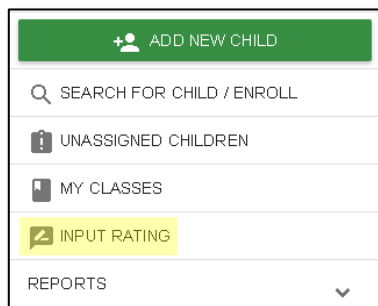 ADD NEW CHILD
SEARCH FOR CHILD / ENROLL
UNASSIGNED CHILDREN
MY CLASSES
INPUT RATING
REPORTS